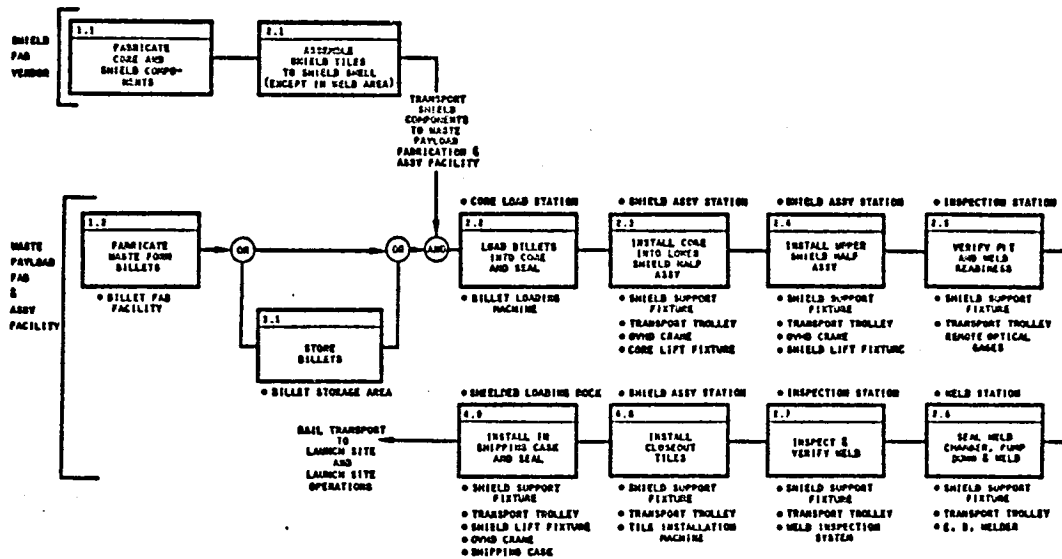 SHIELD
FAB
VENDOR
1.1
FABRICATE
CORE AND
SHIELD COMPO-
NENTS
2.1
ASSEMBLE
SHIELD TILES
TO SHIELD SHELL
(EXCEPT IN WELD AREA)
TRANSPORT
SHIELD
COMPONENTS
TO WASTE
PAYLOAD
FABRICATION &
ASSY FACILITY
WASTE
PAYLOAD
FAB
&
ASSY
FACILITY
1.2
FABRICATE
WASTE FORM
BILLETS
• BILLET FAB
FACILITY
OR
OR
AND
STORE
BILLETS
• BILLET STORAGE AREA
• CORE LOAD STATION
2.2
LOAD BILLETS
INTO CORE
AND SEAL
• BILLET LOADING
MACHINE
• SHIELD ASSY STATION
2.3
INSTALL CORE
INTO LOWER
SHIELD HALF
ASSY
• SHIELD SUPPORT
FIXTURE
• TRANSPORT TROLLEY
• OVHD CRANE
• CORE LIFT FIXTURE
• SHIELD ASSY STATION
2.4
INSTALL UPPER
SHIELD HALF
ASSY
• SHIELD SUPPORT
FIXTURE
• TRANSPORT TROLLEY
• OVHD CRANE
• SHIELD LIFT FIXTURE
• INSPECTION STATION
2.5
VERIFY FIT
AND WELD
READINESS
• SHIELD SUPPORT
FIXTURE
• TRANSPORT TROLLEY
REMOTE OPTICAL
GAGES
• WELD STATION
2.6
SEAL WELD
CHAMBER, PUMP
DOWN & WELD
• SHIELD SUPPORT
FIXTURE
• TRANSPORT TROLLEY
• E. B. WELDER
• INSPECTION STATION
2.7
INSPECT &
VERIFY WELD
• SHIELD SUPPORT
FIXTURE
• TRANSPORT TROLLEY
• WELD INSPECTION
SYSTEM
• SHIELD ASSY STATION
INSTALL
CLOSEOUT
TILES
• SHIELD SUPPORT
FIXTURE
• TRANSPORT TROLLEY
• TILE INSTALLATION
MACHINE
• SHIELDED LOADING DOCK
INSTALL IN
SHIPPING CASE
AND SEAL
• SHIELD SUPPORT
FIXTURE
• TRANSPORT TROLLEY
• SHIELD LIFT FIXTURE
• OVHD CRANE
• SHIPPING CASE
RAIL TRANSPORT
TO
LAUNCH SITE
AND
LAUNCH SITE
OPERATIONS